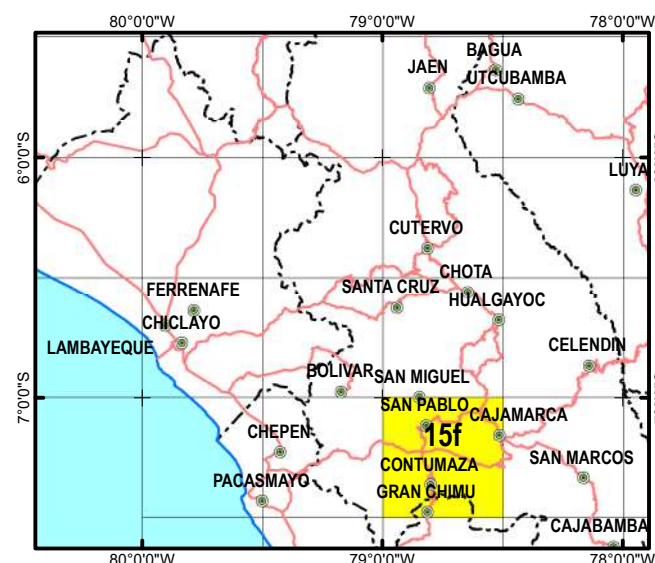 80°0'0"W 79°0'0"W 78°0'0"W
BAGUA
JAEN
UTCUBAMBA
6°0'0"S
LUYA
CUTERVO
CHOTA
SANTA CRUZ
FERRENAFE
HUALGAYOC
CHICLAYO
LAMBAYEQUE
CELENDIN
BOLIVAR
SAN MIGUEL
7°0'0"S
SAN PABLO
CAJAMARCA
15f
CHEPEN
SAN MARCOS
CONTUMAZA
PACASMAYO
GRAN CHIMU
CAJABAMBA
80°0'0"W 79°0'0"W 78°0'0"W